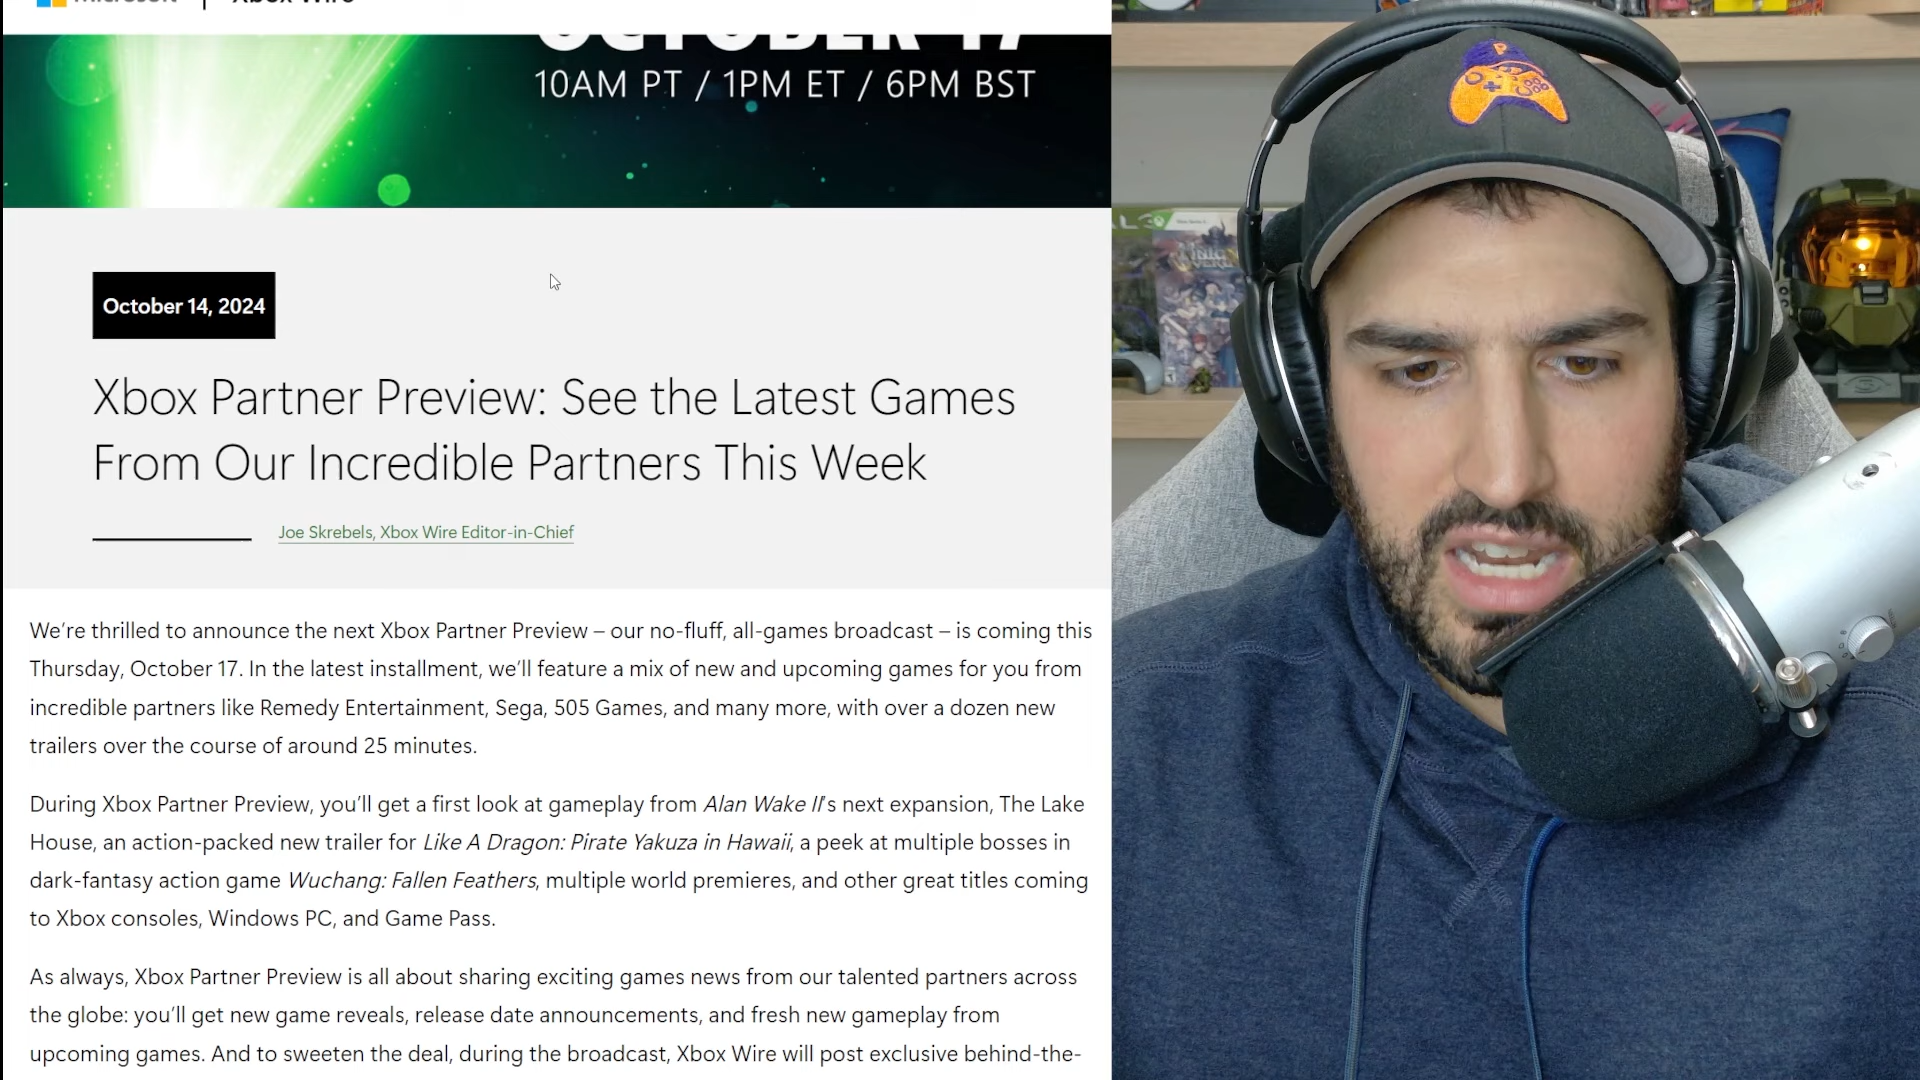 Microsoft | Xbox Wire
OCTOBER 17
10AM PT / 1PM ET / 6PM BST
October 14, 2024
Xbox Partner Preview: See the Latest Games
From Our Incredible Partners This Week
Joe Skrebels, Xbox Wire Editor-in-Chief
We’re thrilled to announce the next Xbox Partner Preview – our no-fluff, all-games broadcast – is coming this
Thursday, October 17. In the latest installment, we’ll feature a mix of new and upcoming games for you from
incredible partners like Remedy Entertainment, Sega, 505 Games, and many more, with over a dozen new
trailers over the course of around 25 minutes.
During Xbox Partner Preview, you’ll get a first look at gameplay from Alan Wake II’s next expansion, The Lake
House, an action-packed new trailer for Like A Dragon: Pirate Yakuza in Hawaii, a peek at multiple bosses in
dark-fantasy action game Wuchang: Fallen Feathers, multiple world premieres, and other great titles coming
to Xbox consoles, Windows PC, and Game Pass.
As always, Xbox Partner Preview is all about sharing exciting games news from our talented partners across
the globe: you’ll get new game reveals, release date announcements, and fresh new gameplay from
upcoming games. And to sweeten the deal, during the broadcast, Xbox Wire will post exclusive behind-the-
P